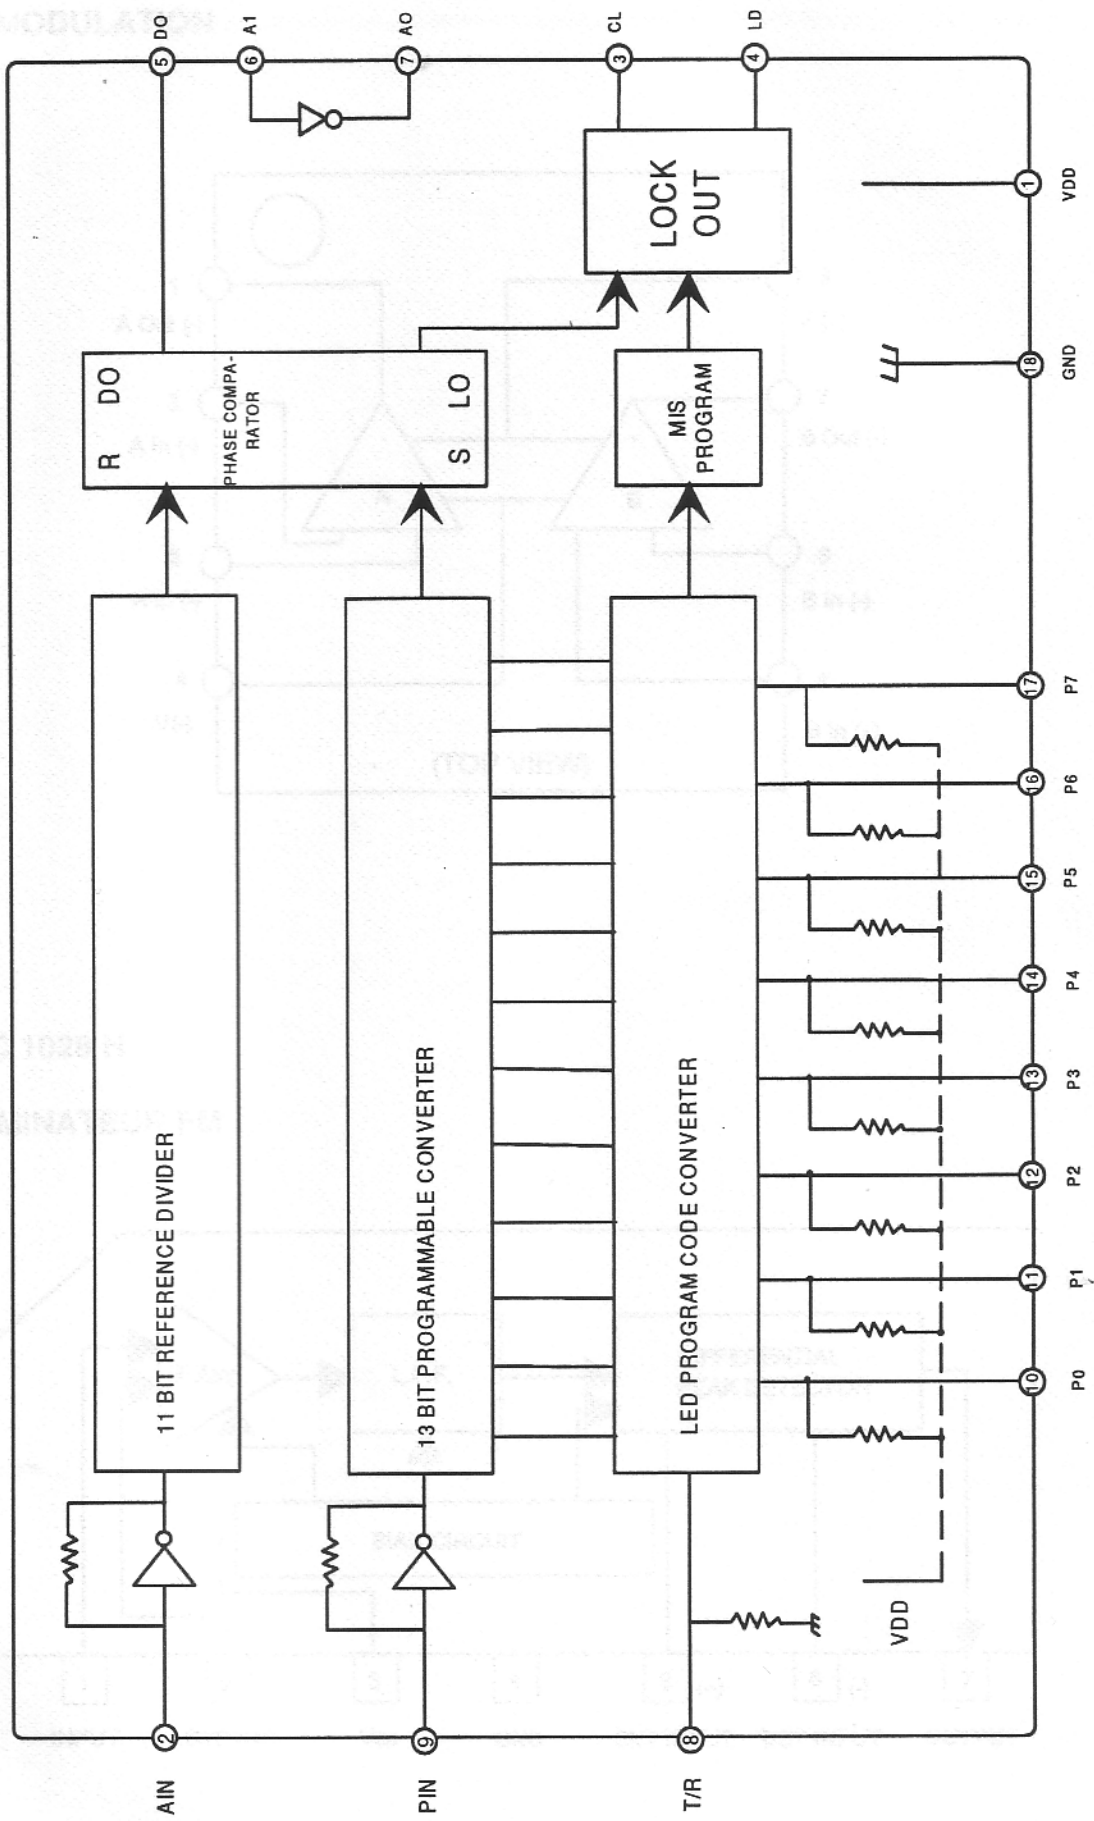 AIN
2
PIN
9
T/R
8
11 BIT REFERENCE DIVIDER
13 BIT PROGRAMMABLE CONVERTER
LED PROGRAM CODE CONVERTER
R DO
PHASE COMPA-
RATOR
S LO
MIS
PROGRAM
LOCK
OUT
5 DO
6 A1
7 AO
3 CL
4 LD
VDD
10 P0
11 P1
12 P2
13 P3
14 P4
15 P5
16 P6
17 P7
18 GND
1 VDD
MODULATION
(TOP VIEW)